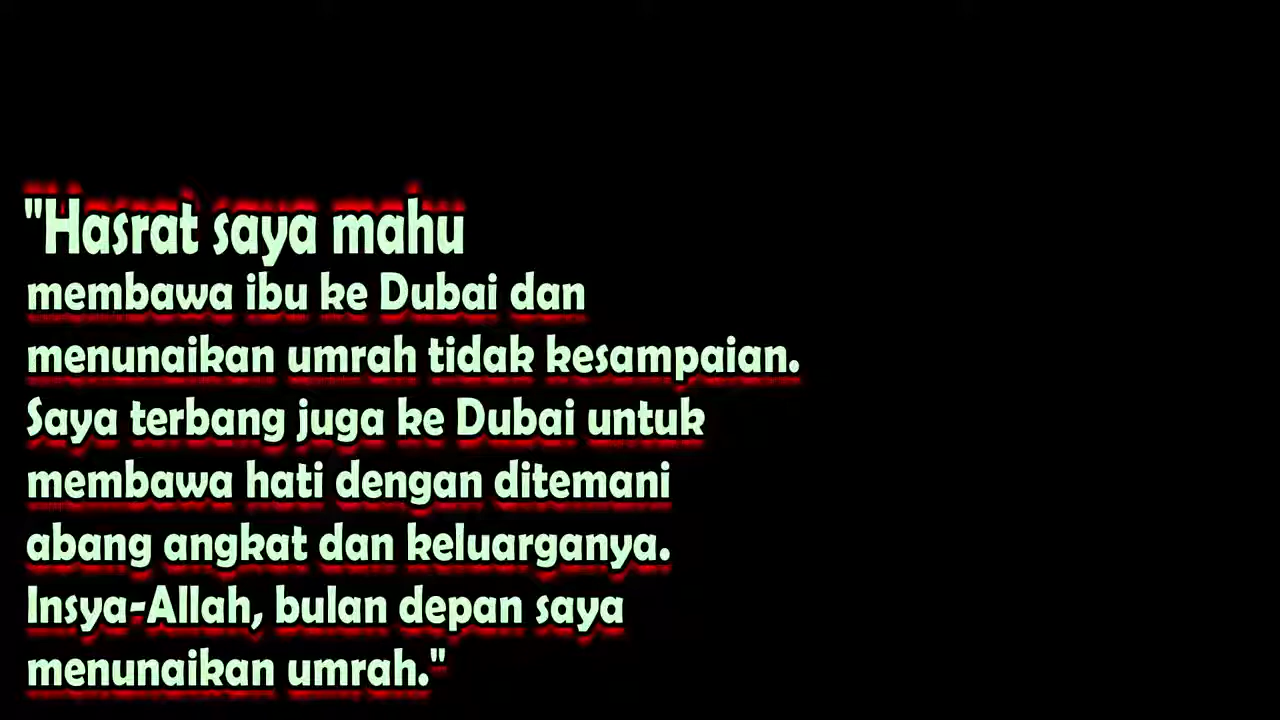 "Hasrat saya mahu
membawa ibu ke Dubai dan
menunaikan umrah tidak kesampaian.
Saya terbang juga ke Dubai untuk
membawa hati dengan ditemani
abang angkat dan keluarganya.
Insya-Allah, bulan depan saya
menunaikan umrah."